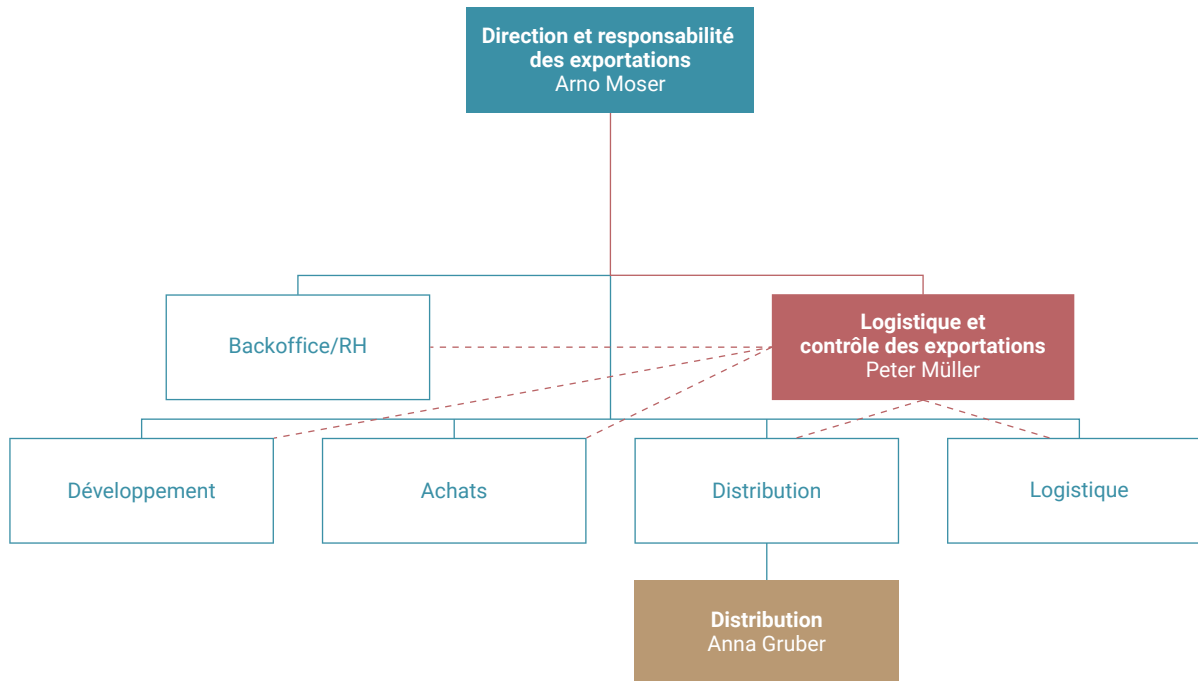 Direction et responsabilité
des exportations
Arno Moser
Backoffice/RH
Logistique et
contrôle des exportations
Peter Müller
Développement
Achats
Distribution
Logistique
Distribution
Anna Gruber